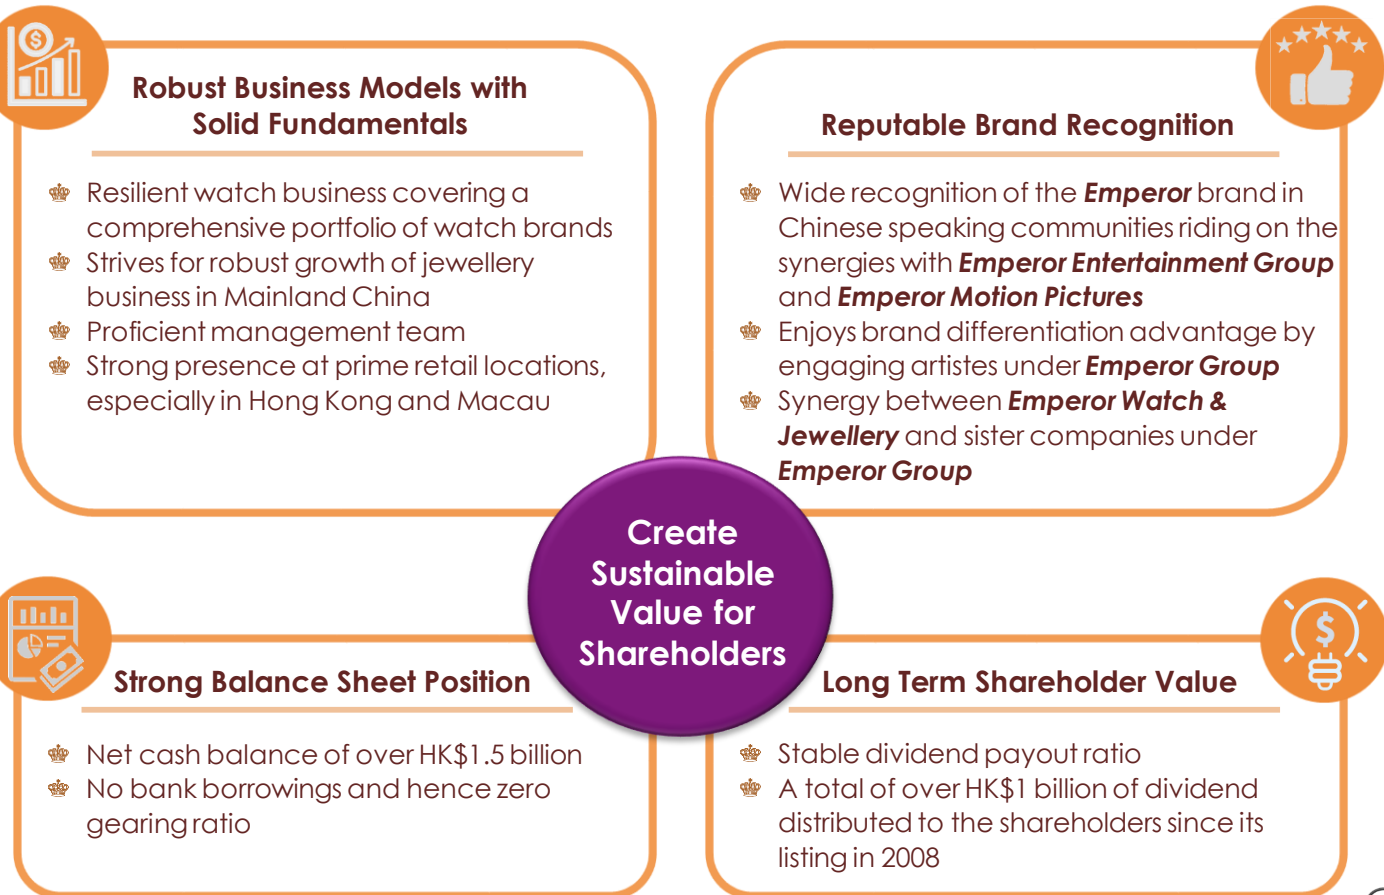 Robust Business Models with
Solid Fundamentals
Resilient watch business covering a
comprehensive portfolio of watch brands
Strives for robust growth of jewellery
business in Mainland China
Proficient management team
Strong presence at prime retail locations,
especially in Hong Kong and Macau
Reputable Brand Recognition
Wide recognition of the Emperor brand in
Chinese speaking communities riding on the
synergies with Emperor Entertainment Group
and Emperor Motion Pictures
Enjoys brand differentiation advantage by
engaging artistes under Emperor Group
Synergy between Emperor Watch &
Jewellery and sister companies under
Emperor Group
Create
Sustainable
Value for
Shareholders
Strong Balance Sheet Position
Net cash balance of over HK$1.5 billion
No bank borrowings and hence zero
gearing ratio
Long Term Shareholder Value
Stable dividend payout ratio
A total of over HK$1 billion of dividend
distributed to the shareholders since its
listing in 2008